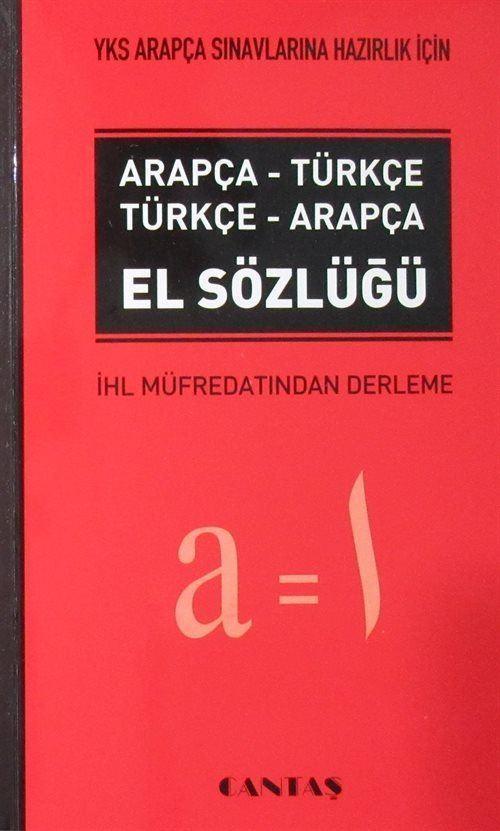 YKS ARAPÇA SINAVLARINA HAZIRLIK İÇİN
ARAPÇA - TÜRKÇE
TÜRKÇE - ARAPÇA
EL SÖZLÜĞÜ
İHL MÜFREDATINDAN DERLEME
a = ا
CANTAŞ